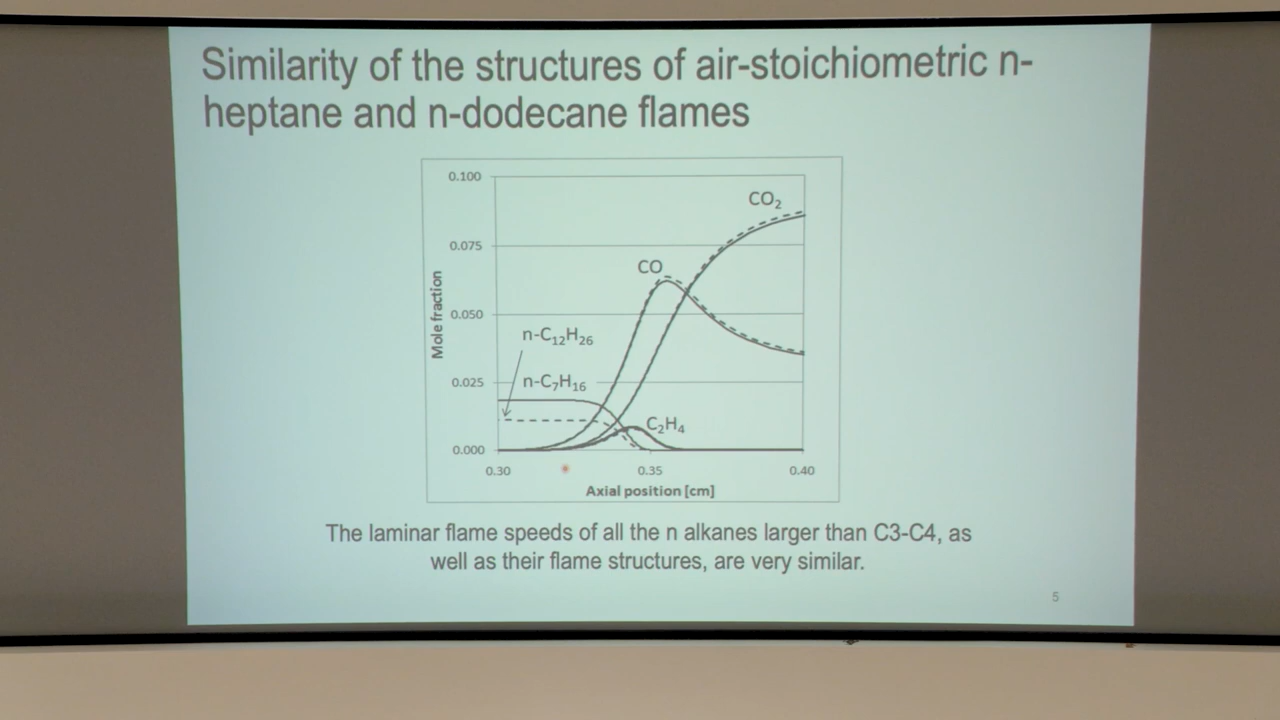 Similarity of the structures of air-stoichiometric n-
heptane and n-dodecane flames
0.100
0.075
0.050
0.025
0.000
Mole fraction
CO₂
CO
n-C₁₂H₂₆
n-C₇H₁₆
C₂H₄
0.30
0.35
0.40
Axial position [cm]
The laminar flame speeds of all the n alkanes larger than C3-C4, as
well as their flame structures, are very similar.
5